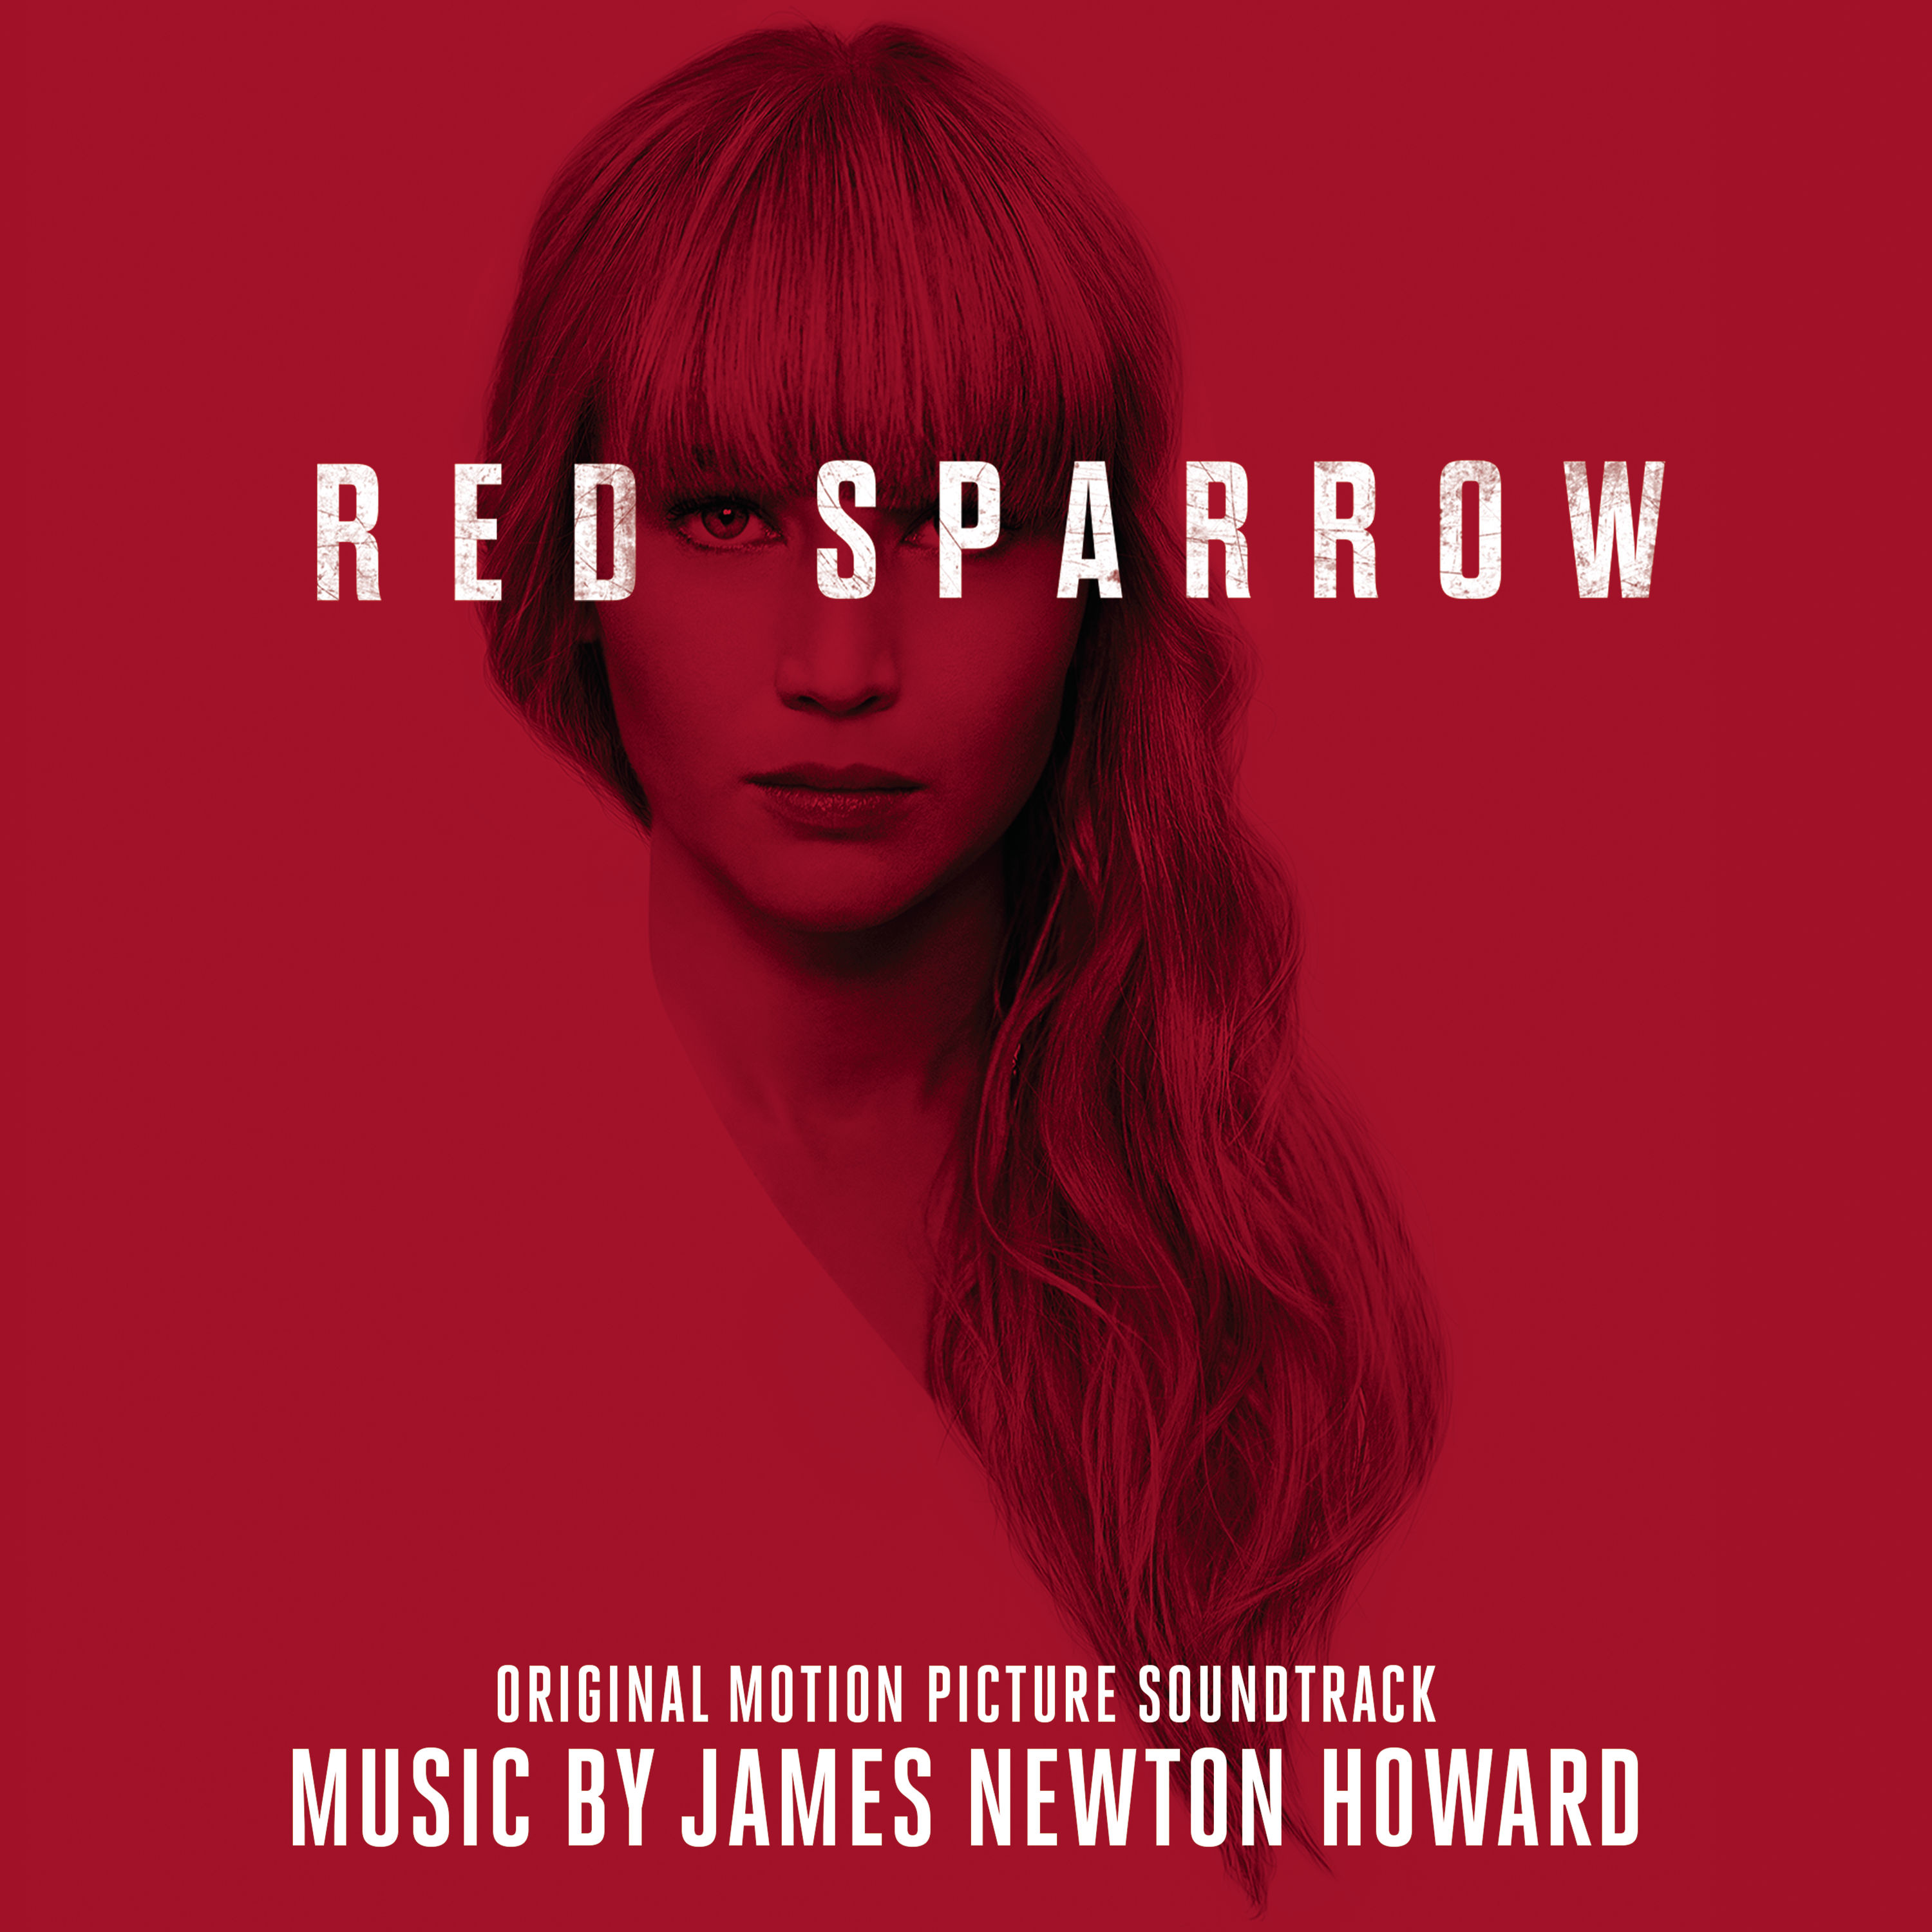 RED SPARROW
ORIGINAL MOTION PICTURE SOUNDTRACK
MUSIC BY JAMES NEWTON HOWARD